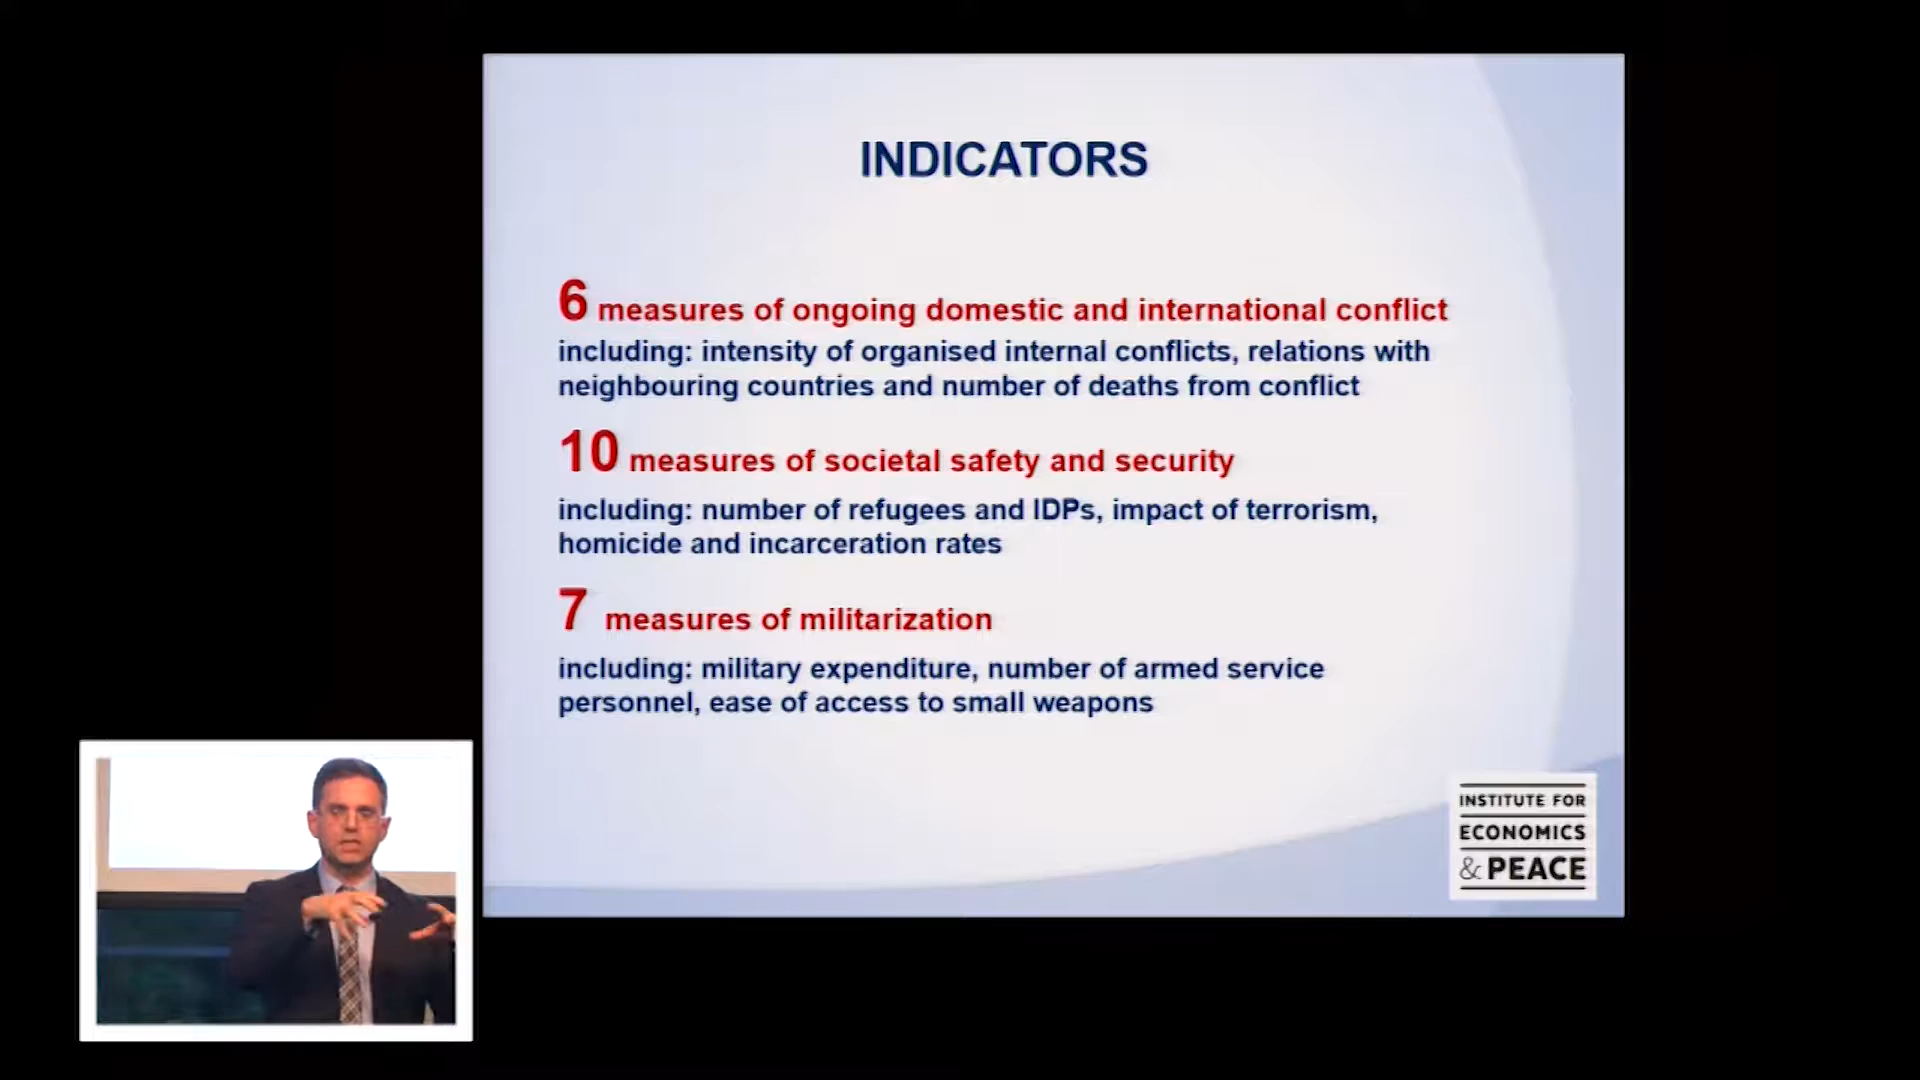 INDICATORS
6 measures of ongoing domestic and international conflict
including: intensity of organised internal conflicts, relations with
neighbouring countries and number of deaths from conflict
10 measures of societal safety and security
including: number of refugees and IDPs, impact of terrorism,
homicide and incarceration rates
7 measures of militarization
including: military expenditure, number of armed service
personnel, ease of access to small weapons
INSTITUTE FOR
ECONOMICS
& PEACE